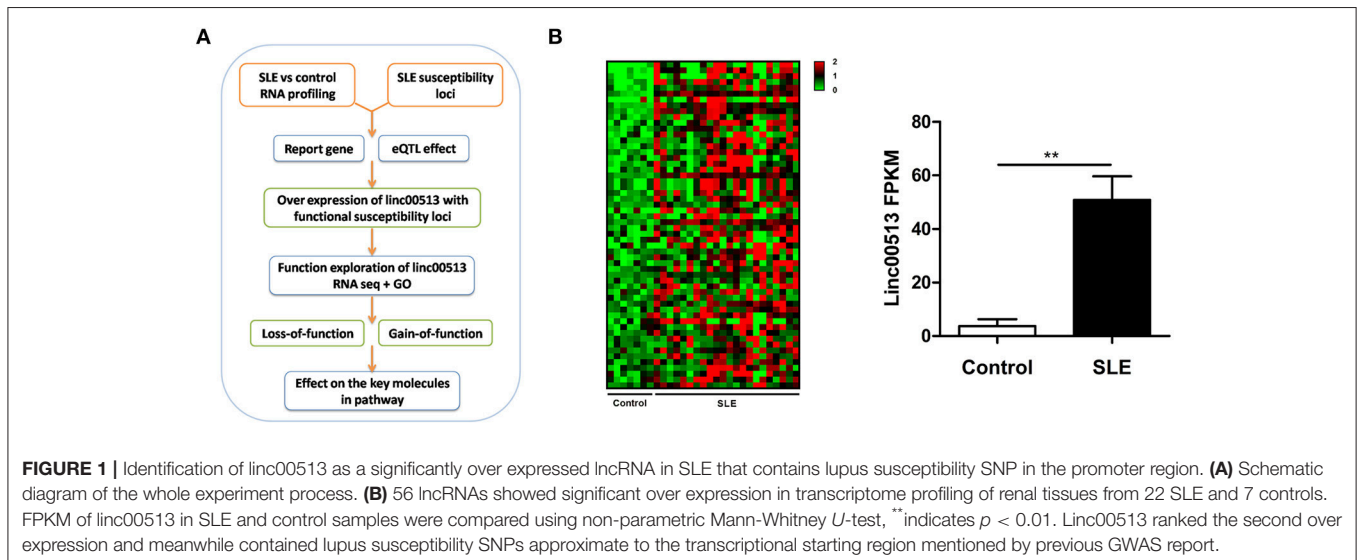 A
SLE vs control
RNA profiling
SLE susceptibility
loci
Report gene
eQTL effect
Over expression of linc00513 with
functional susceptibility loci
Function exploration of linc00513
RNA seq + GO
Loss-of-function
Gain-of-function
Effect on the key molecules
in pathway
B
2
1
0
Control
SLE
Linc00513 FPKM
80
60
40
20
0
**
Control
SLE
FIGURE 1 | Identification of linc00513 as a significantly over expressed lncRNA in SLE that contains lupus susceptibility SNP in the promoter region. (A) Schematic
diagram of the whole experiment process. (B) 56 lncRNAs showed significant over expression in transcriptome profiling of renal tissues from 22 SLE and 7 controls.
FPKM of linc00513 in SLE and control samples were compared using non-parametric Mann-Whitney U-test, **indicates p < 0.01. Linc00513 ranked the second over
expression and meanwhile contained lupus susceptibility SNPs approximate to the transcriptional starting region mentioned by previous GWAS report.